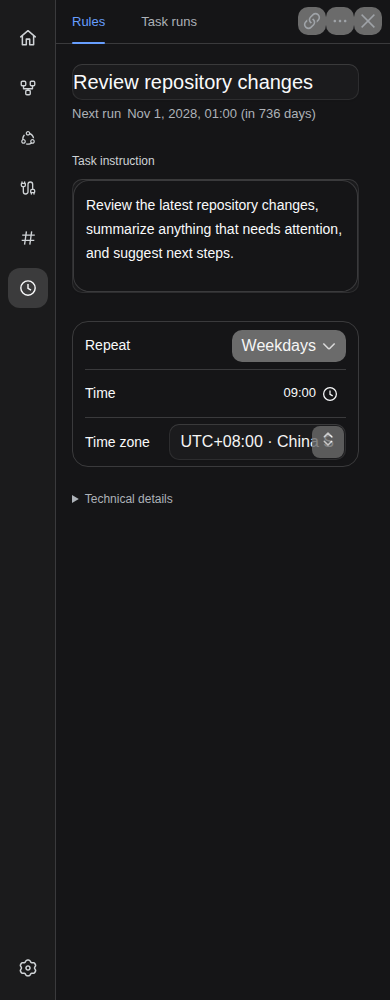 Rules
Task runs
Review repository changes
Next run Nov 1, 2028, 01:00 (in 736 days)
Task instruction
Review the latest repository changes,
summarize anything that needs attention,
and suggest next steps.
Repeat
Weekdays
Time
09:00
Time zone
UTC+08:00 · China
Technical details